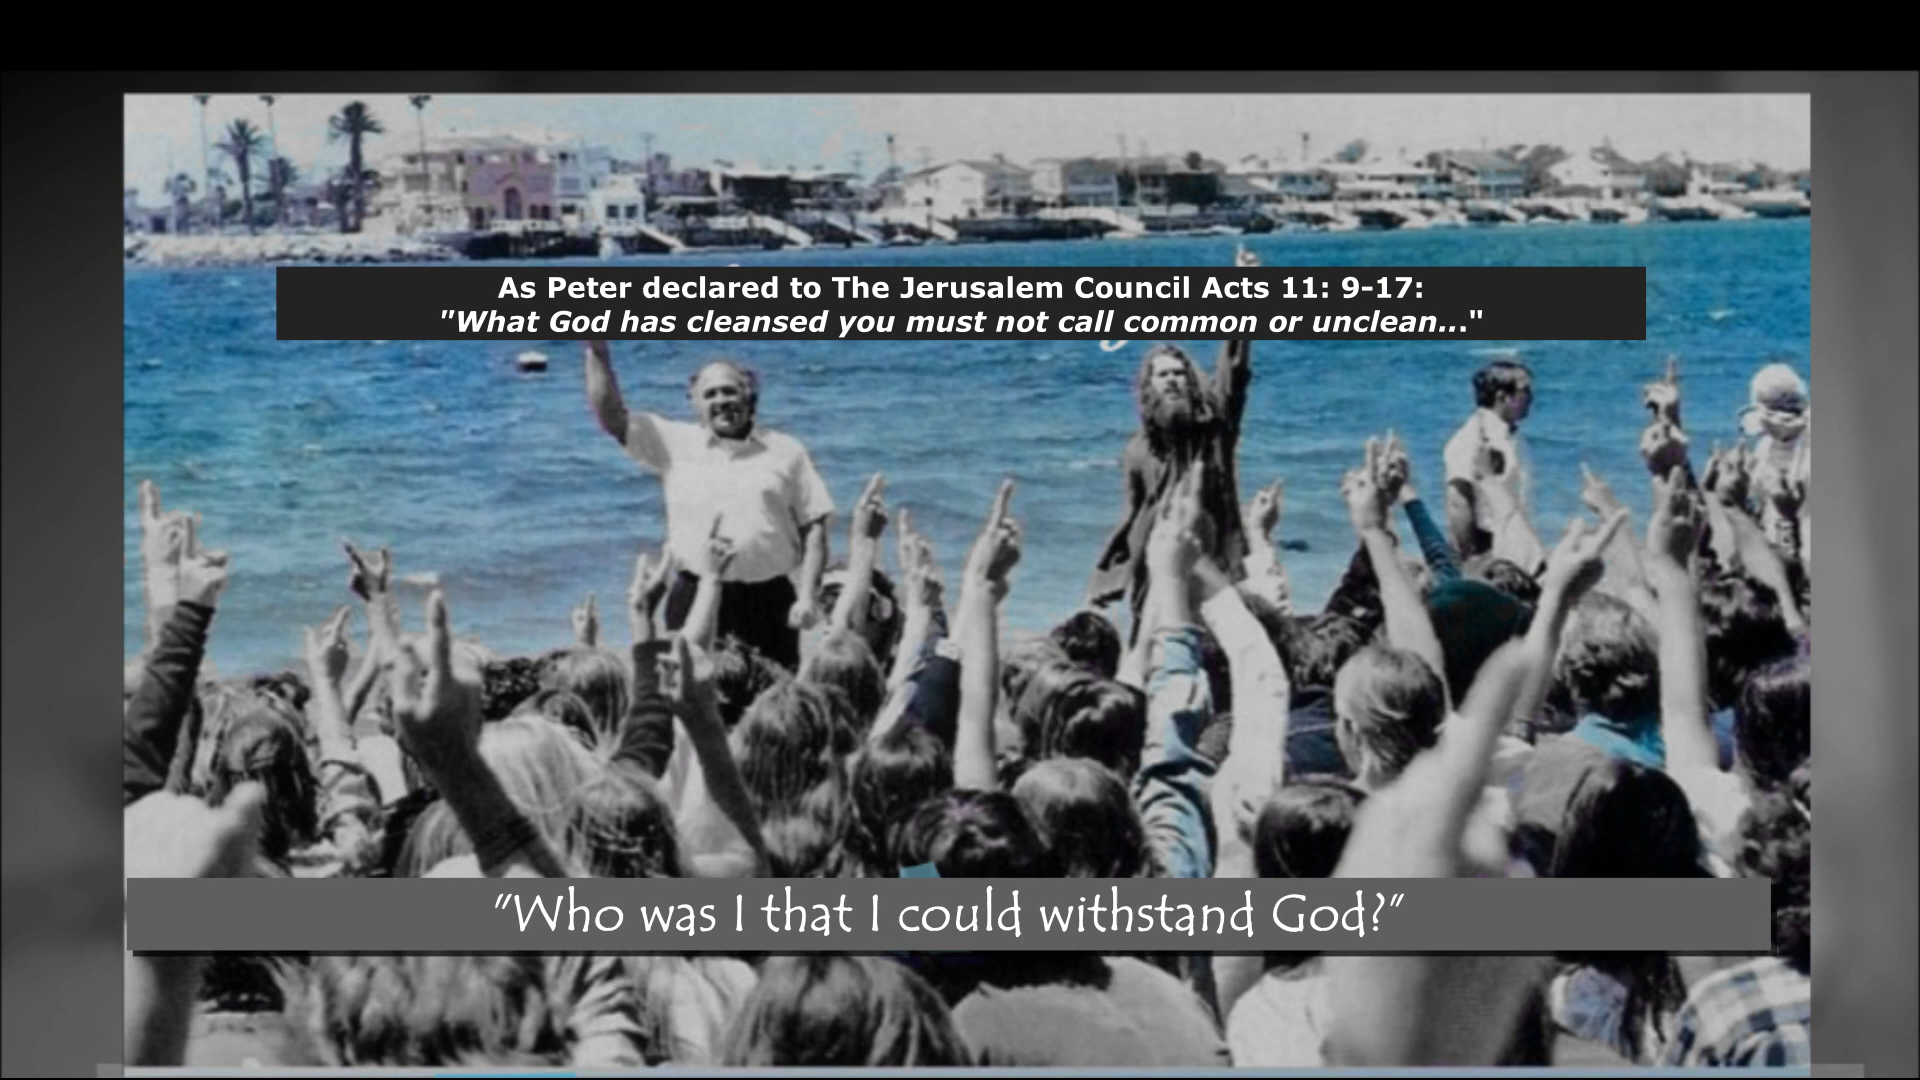 As Peter declared to The Jerusalem Council Acts 11: 9-17:
"What God has cleansed you must not call common or unclean..."
"Who was I that I could withstand God?"